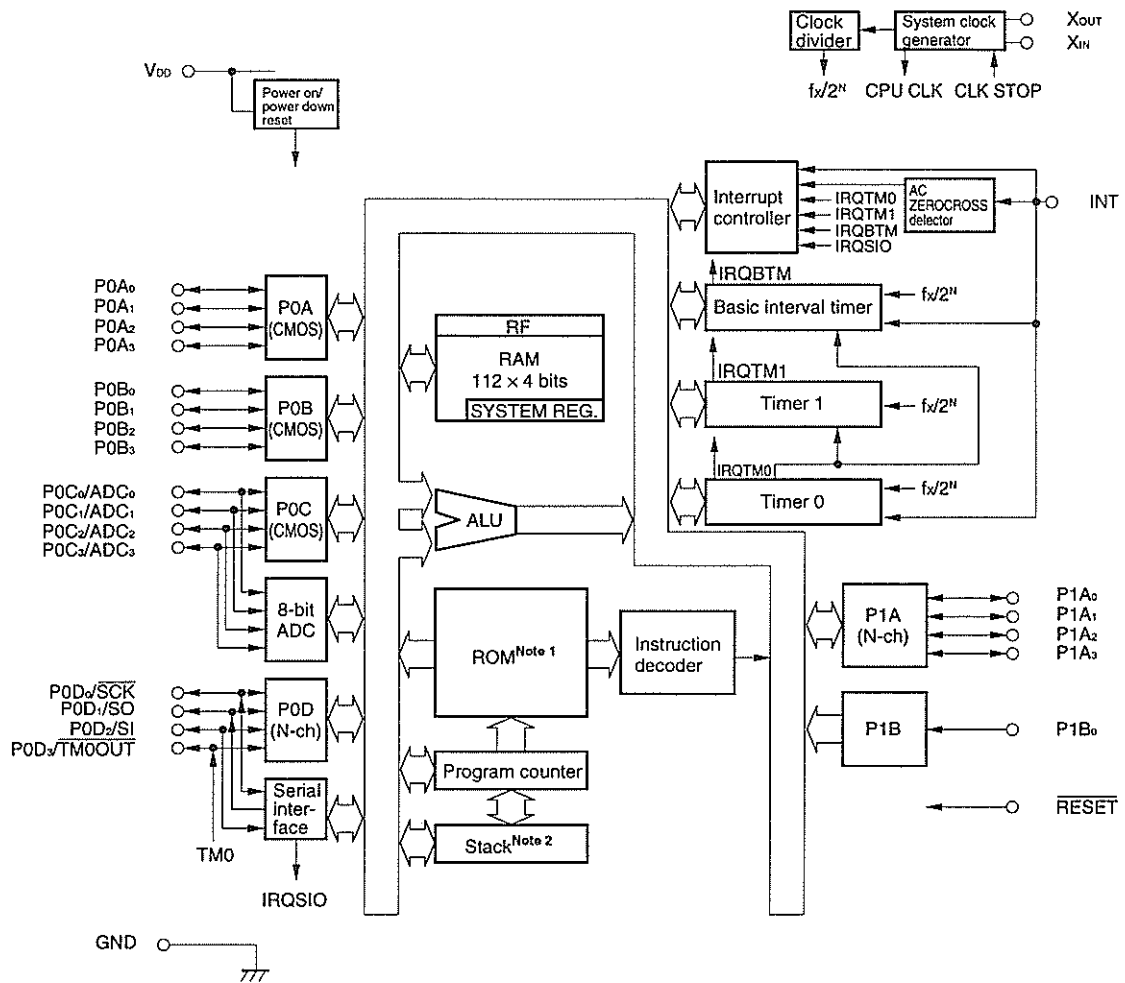 Clock
divider
System clock
generator
XOUT
XIN
fx/2ᴺ
CPU CLK
CLK STOP
VDD
Power on/
power down
reset
Interrupt
controller
AC
ZEROCROSS
detector
INT
IRQTM0
IRQTM1
IRQBTM
IRQSIO
IRQBTM
Basic interval timer
fx/2ᴺ
IRQTM1
Timer 1
fx/2ᴺ
IRQTM0
Timer 0
fx/2ᴺ
P0A₀
P0A₁
P0A₂
P0A₃
P0A
(CMOS)
RF
RAM
112 × 4 bits
SYSTEM REG.
P0B₀
P0B₁
P0B₂
P0B₃
P0B
(CMOS)
P0C₀/ADC₀
P0C₁/ADC₁
P0C₂/ADC₂
P0C₃/ADC₃
P0C
(CMOS)
ALU
8-bit
ADC
ROM Note 1
Instruction
decoder
P1A
(N-ch)
P1A₀
P1A₁
P1A₂
P1A₃
P0D₀/SCK
P0D₁/SO
P0D₂/SI
P0D₃/TM0OUT
P0D
(N-ch)
P1B
P1B₀
Program counter
RESET
Serial
inter-
face
Stack Note 2
TM0
IRQSIO
GND